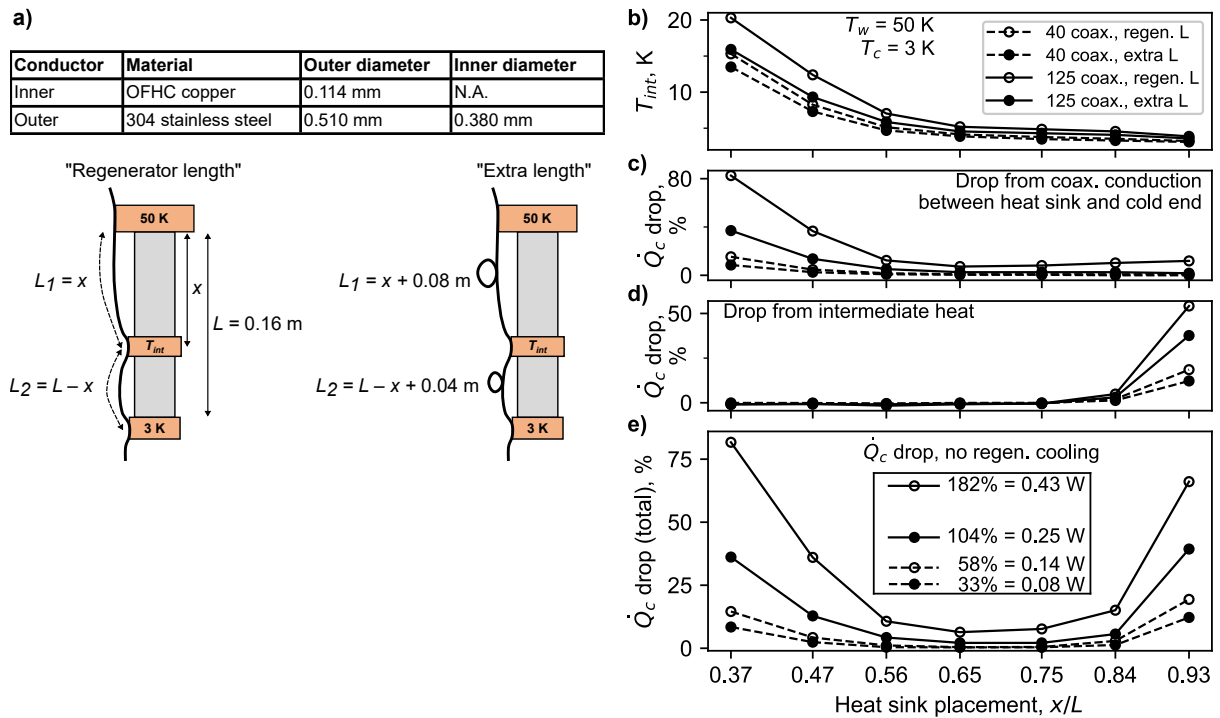 a)
Conductor Material Outer diameter Inner diameter
Inner OFHC copper 0.114 mm N.A.
Outer 304 stainless steel 0.510 mm 0.380 mm
"Regenerator length"
50 K
L1 = x
x
L = 0.16 m
Tint
L2 = L – x
3 K
"Extra length"
50 K
L1 = x + 0.08 m
Tint
L2 = L – x + 0.04 m
3 K
b)
Tint, K
20
10
Tw = 50 K
Tc = 3 K
40 coax., regen. L
40 coax., extra L
125 coax., regen. L
125 coax., extra L
c)
Q̇c drop,
%
80
0
Drop from coax. conduction
between heat sink and cold end
d)
Q̇c drop,
%
50
0
Drop from intermediate heat
e)
Q̇c drop (total), %
75
50
25
0
Q̇c drop, no regen. cooling
182% = 0.43 W
104% = 0.25 W
58% = 0.14 W
33% = 0.08 W
0.37 0.47 0.56 0.65 0.75 0.84 0.93
Heat sink placement, x/L